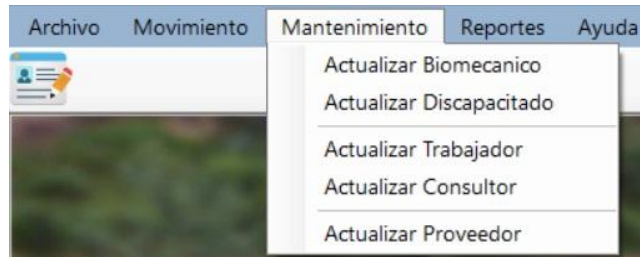 Archivo Movimiento Mantenimiento Reportes Ayuda
Actualizar Biomecanico
Actualizar Discapacitado
Actualizar Trabajador
Actualizar Consultor
Actualizar Proveedor